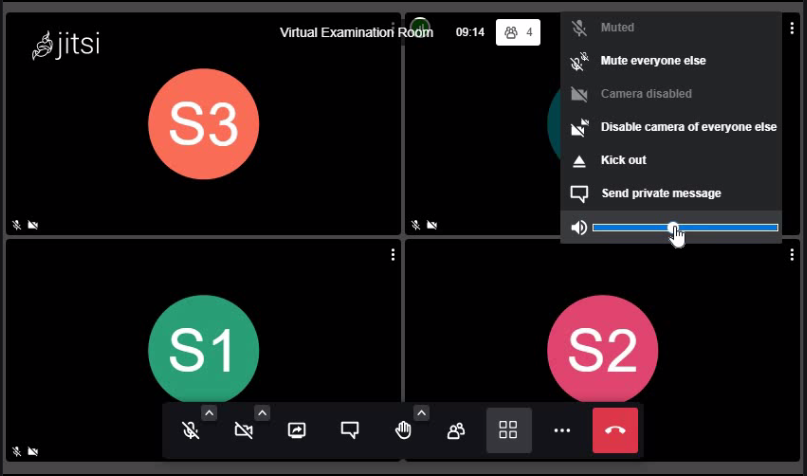 jitsi
Virtual Examination Room 09:14 4
S3
Muted
Mute everyone else
Camera disabled
Disable camera of everyone else
Kick out
Send private message
S1
S2